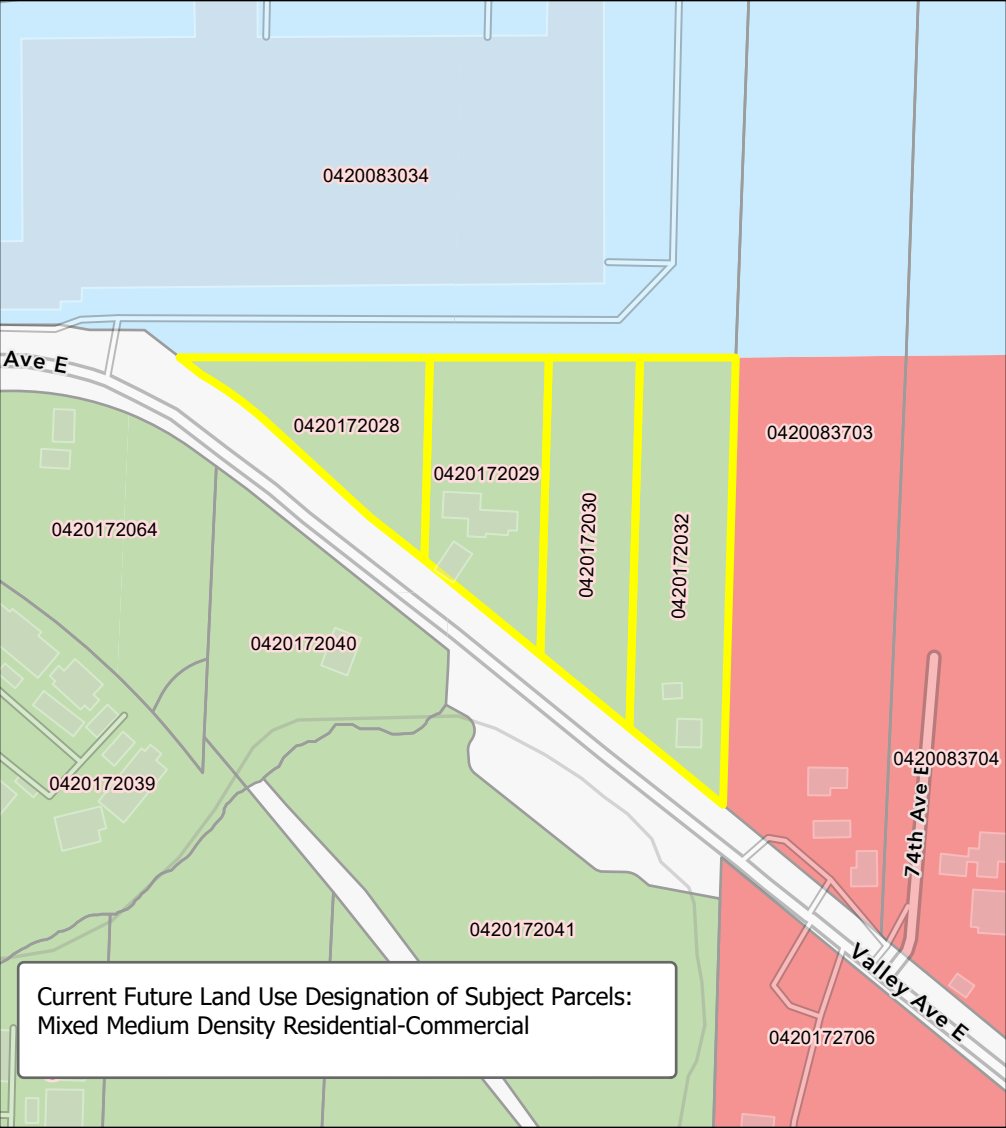 0420083034
Ave E
0420172028
0420083703
0420172029
0420172064
0420172030
0420172032
0420172040
0420083704
0420172039
74th Ave E
0420172041
Valley Ave E
Current Future Land Use Designation of Subject Parcels:
Mixed Medium Density Residential-Commercial
0420172706